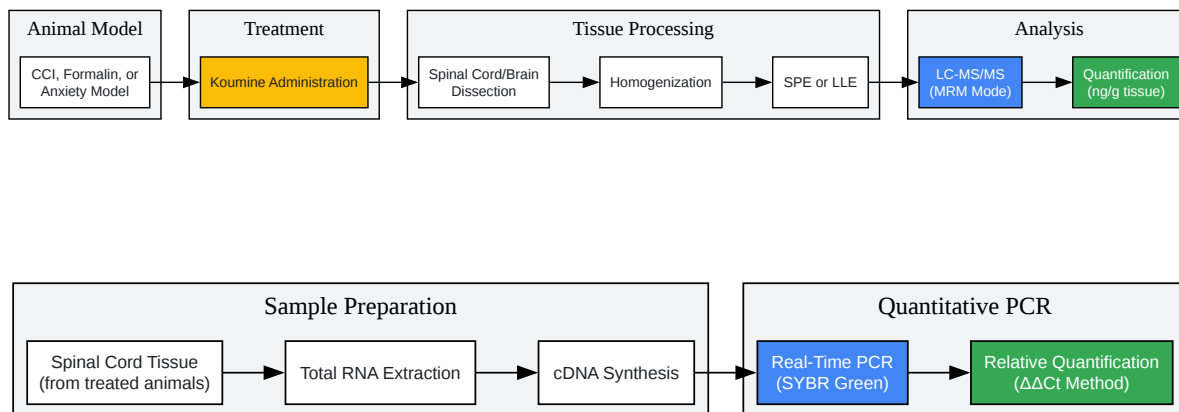 Animal Model
CCI, Formalin, or
Anxiety Model
Treatment
Koumine Administration
Tissue Processing
Spinal Cord/Brain
Dissection
Homogenization
SPE or LLE
Analysis
LC-MS/MS
(MRM Mode)
Quantification
(ng/g tissue)
Sample Preparation
Spinal Cord Tissue
(from treated animals)
Total RNA Extraction
cDNA Synthesis
Quantitative PCR
Real-Time PCR
(SYBR Green)
Relative Quantification
(ΔΔCt Method)